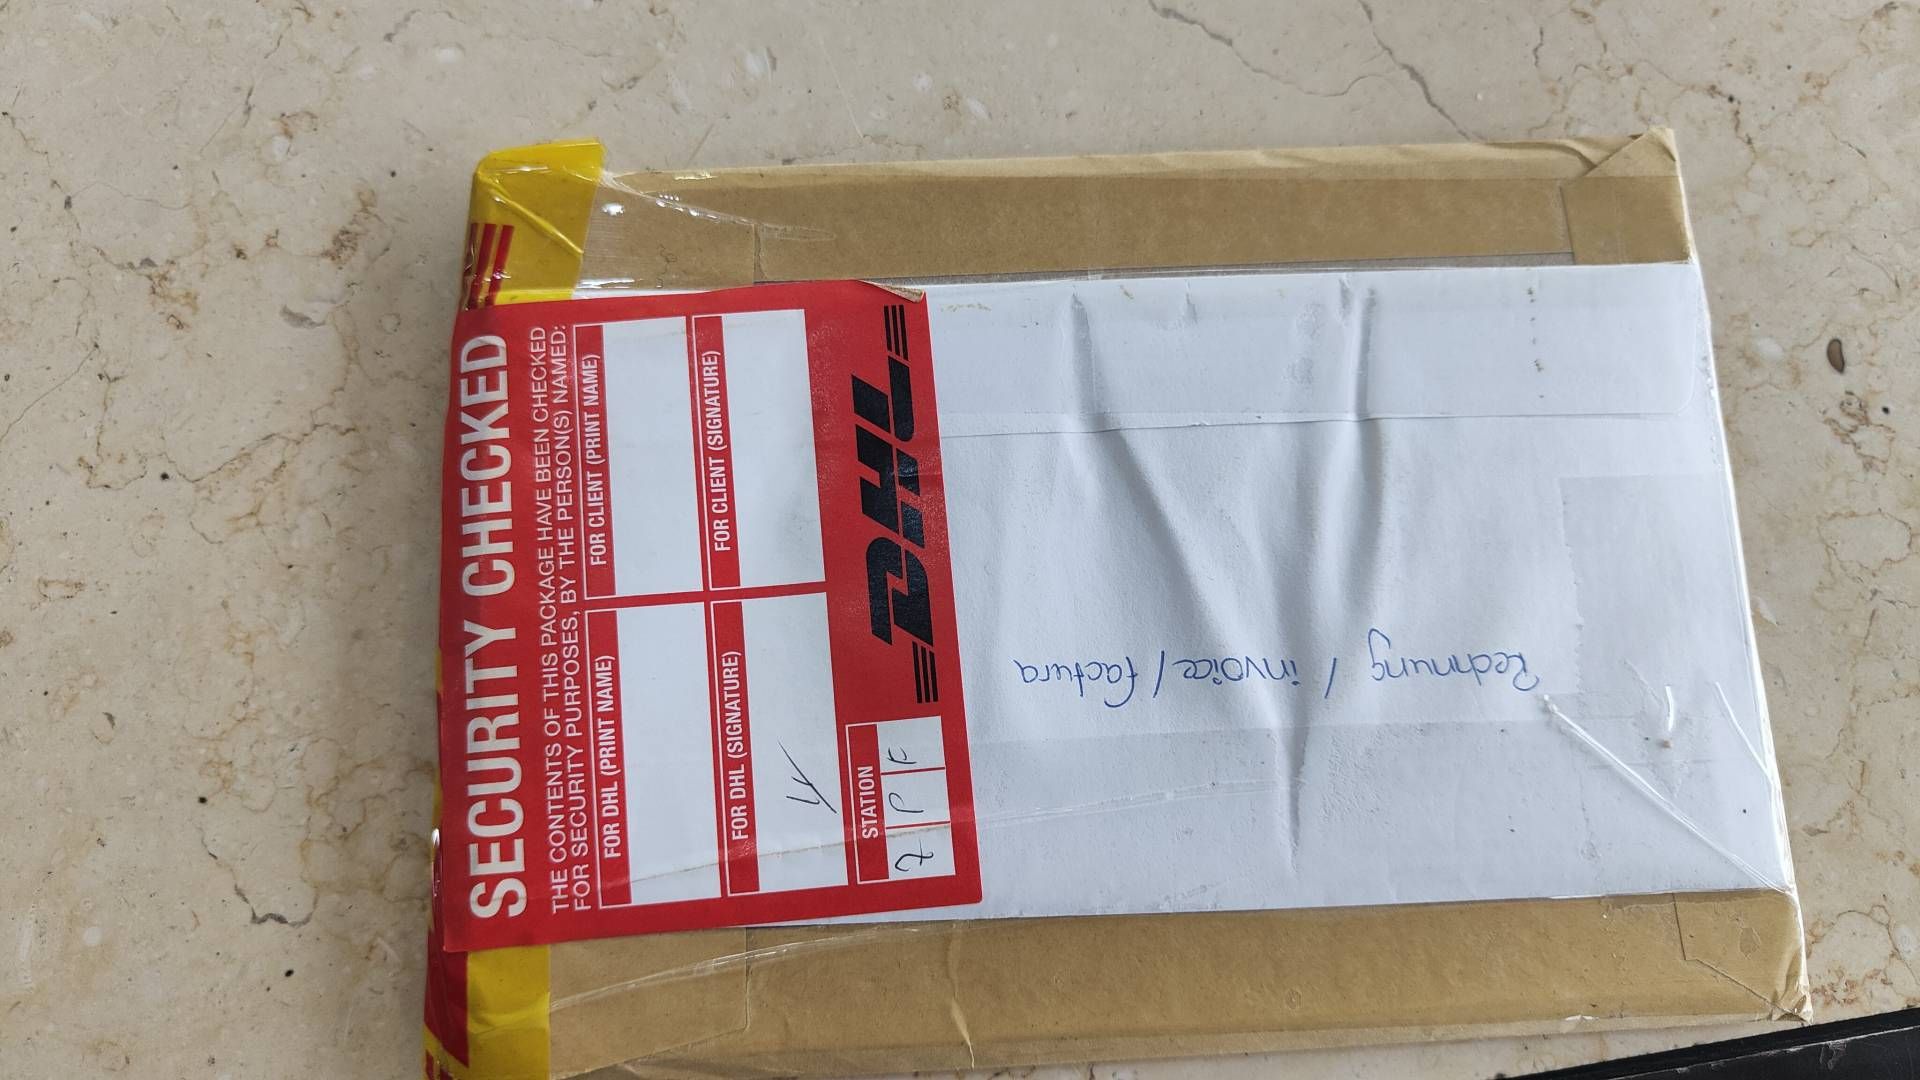 SECURITY CHECKED
THE CONTENTS OF THIS PACKAGE HAVE BEEN CHECKED
FOR SECURITY PURPOSES, BY THE PERSON(S) NAMED:
FOR DHL (PRINT NAME)
FOR CLIENT (PRINT NAME)
FOR DHL (SIGNATURE)
FOR CLIENT (SIGNATURE)
STATION
DHL
Rechnung / invoice / factura